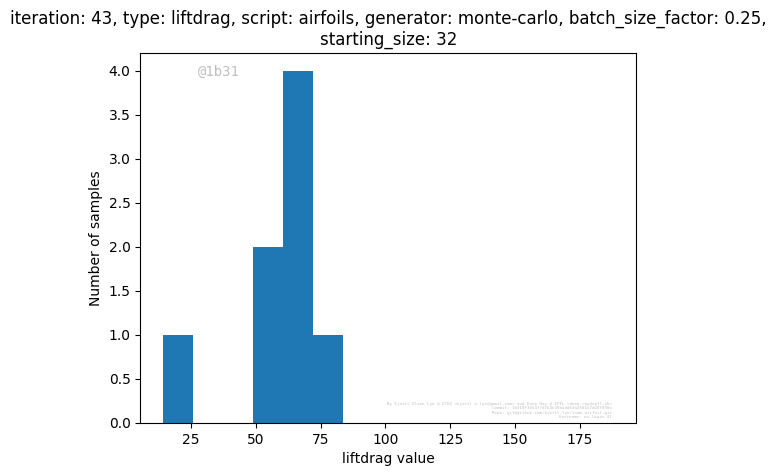 iteration: 43, type: liftdrag, script: airfoils, generator: monte-carlo, batch_size_factor: 0.25,
starting_size: 32
@1b31
4.0
3.5
3.0
2.5
2.0
1.5
1.0
0.5
0.0
Number of samples
25 50 75 100 125 150 175
liftdrag value